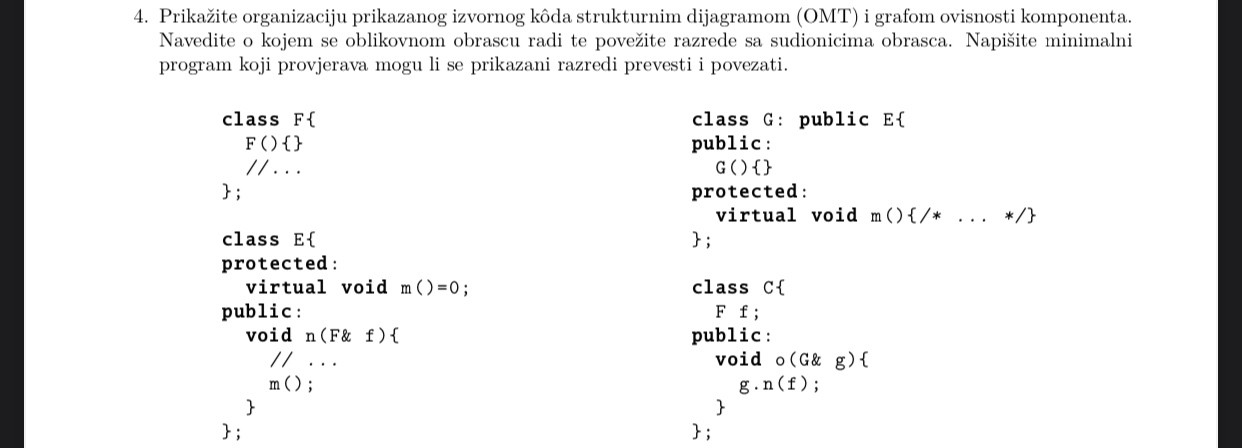 4. Prikažite organizaciju prikazanog izvornog kôda strukturnim dijagramom (OMT) i grafom ovisnosti komponenta.
Navedite o kojem se oblikovnom obrascu radi te povežite razrede sa sudionicima obrasca. Napišite minimalni
program koji provjerava mogu li se prikazani razredi prevesti i povezati.
class F{
F(){}
//...
};
class E{
protected:
virtual void m()=0;
public:
void n(F& f){
// ...
m();
}
};
class G: public E{
public:
G(){}
protected:
virtual void m(){/* ... */}
};
class C{
F f;
public:
void o(G& g){
g.n(f);
}
};